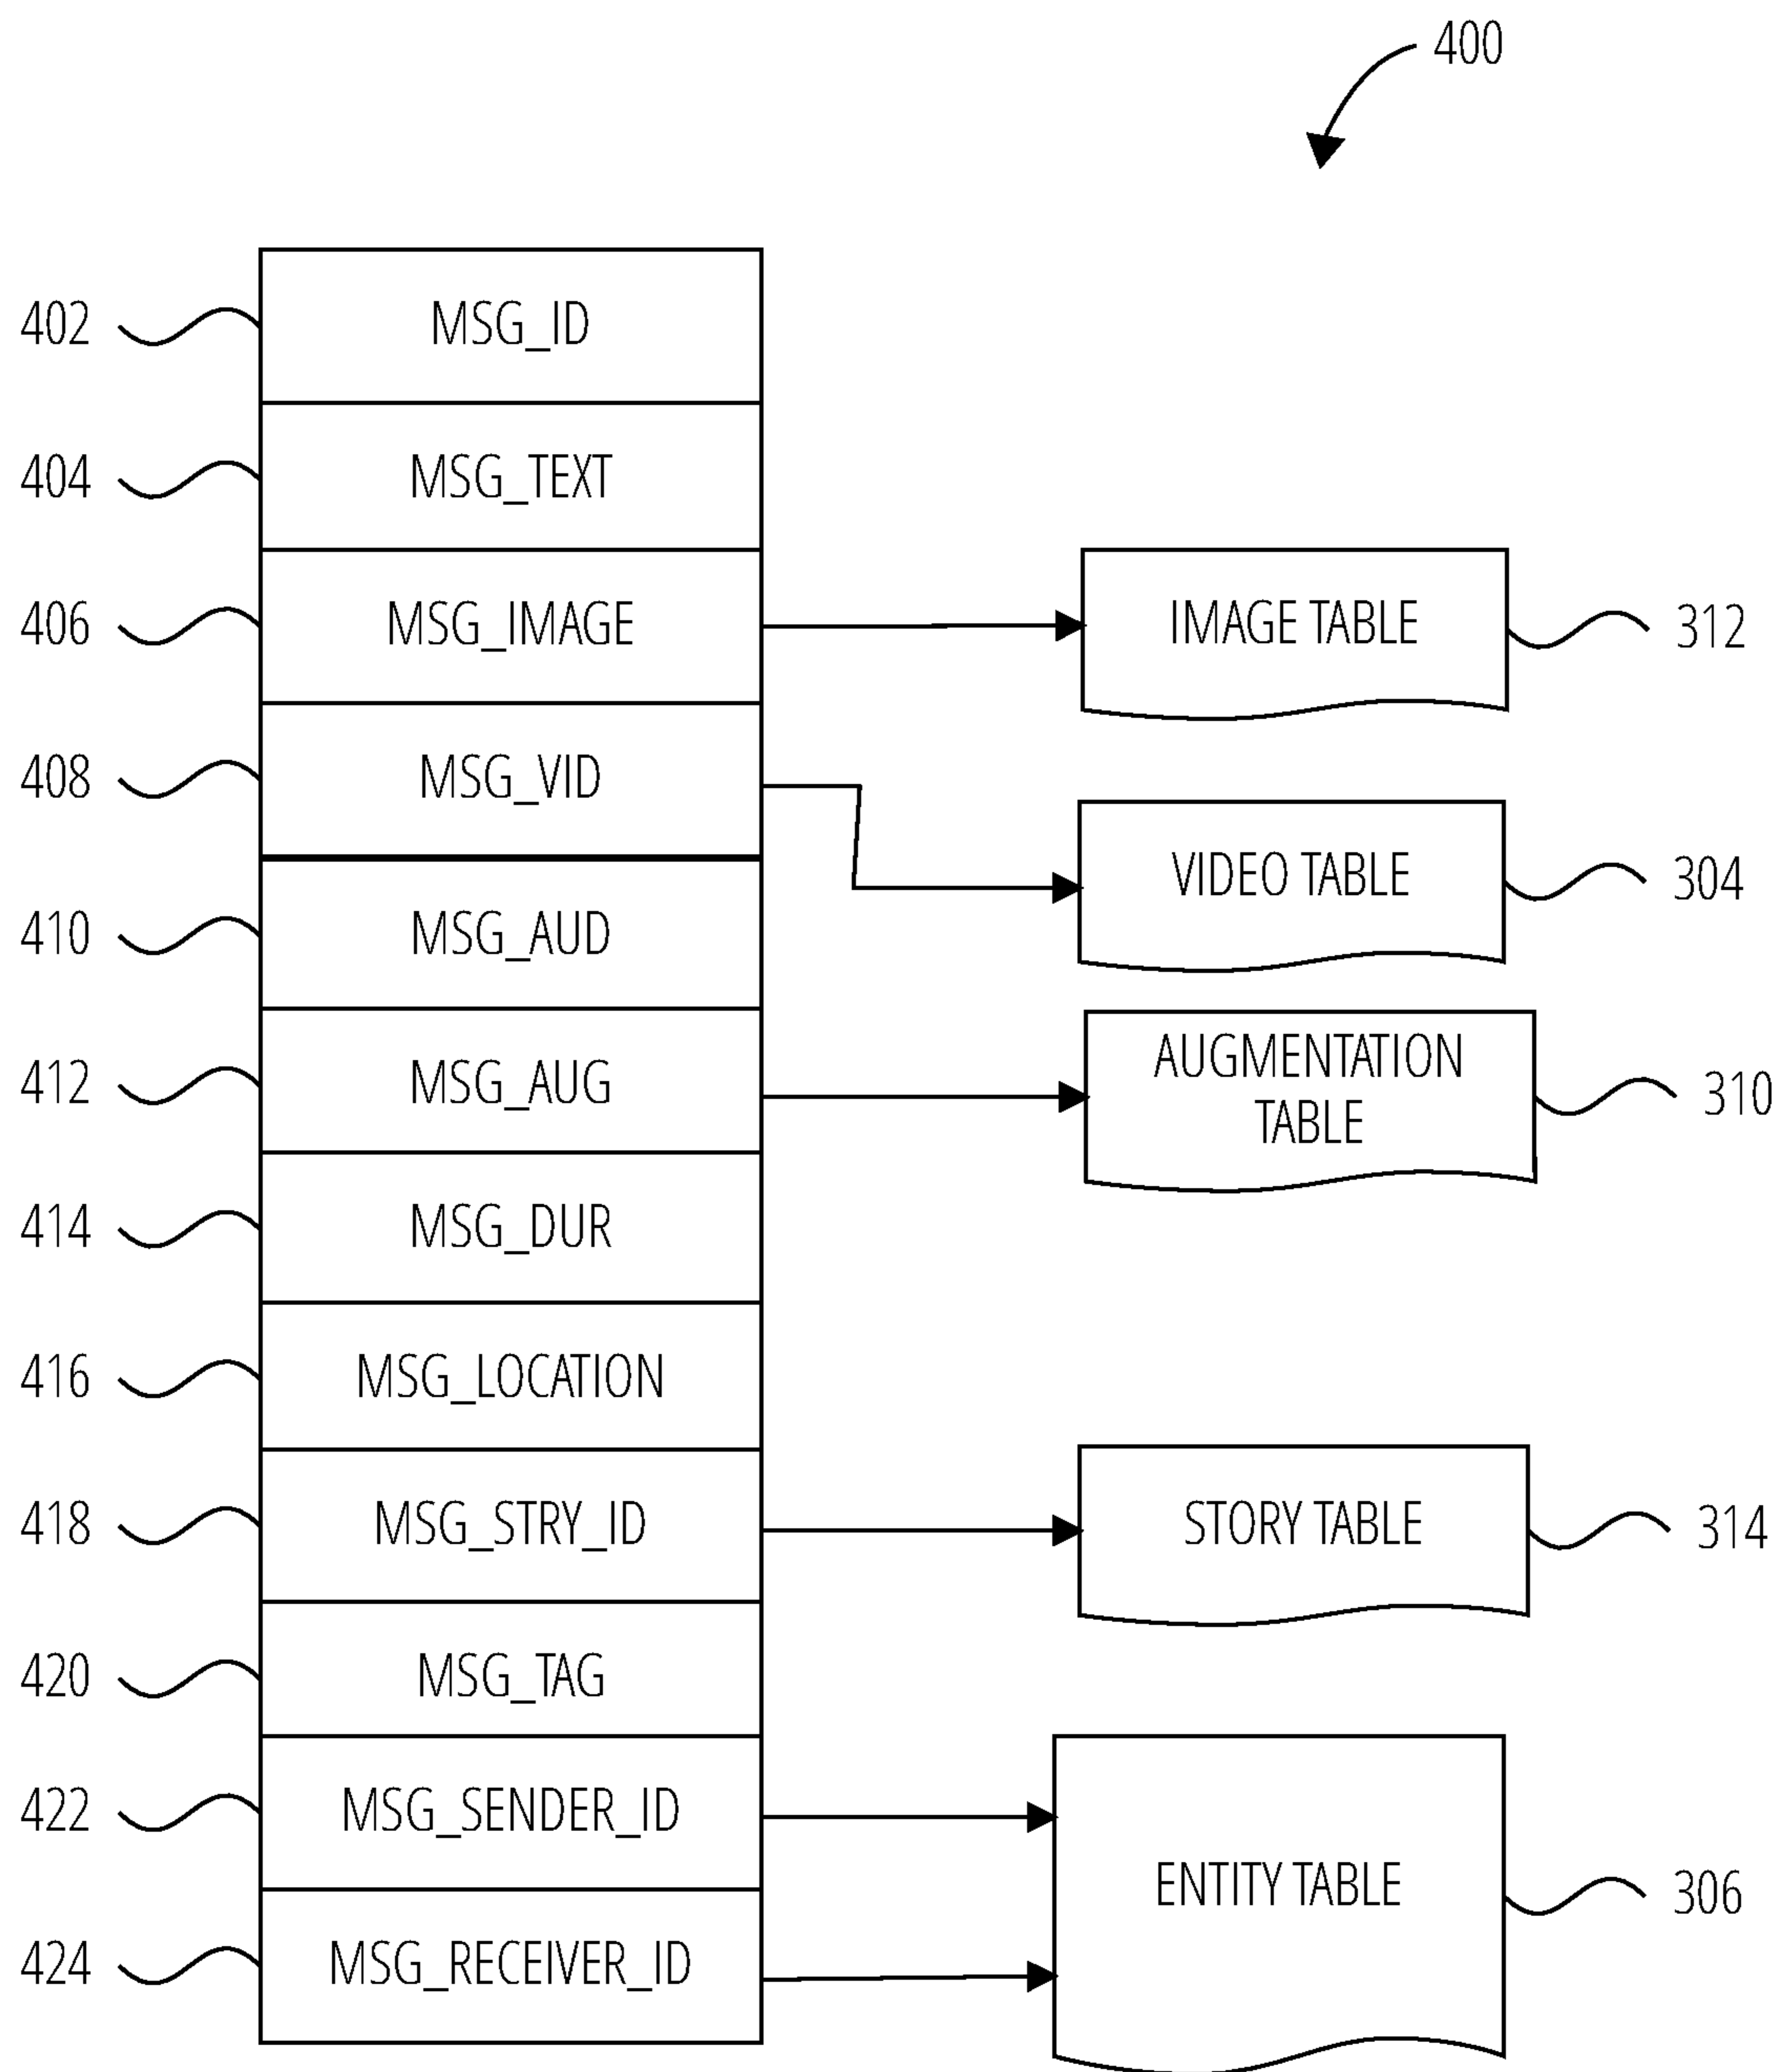 400
402 MSG_ID
404 MSG_TEXT
406 MSG_IMAGE IMAGE TABLE 312
408 MSG_VID VIDEO TABLE 304
410 MSG_AUD
412 MSG_AUG AUGMENTATION
TABLE 310
414 MSG_DUR
416 MSG_LOCATION
418 MSG_STRY_ID STORY TABLE 314
420 MSG_TAG
422 MSG_SENDER_ID
ENTITY TABLE 306
424 MSG_RECEIVER_ID